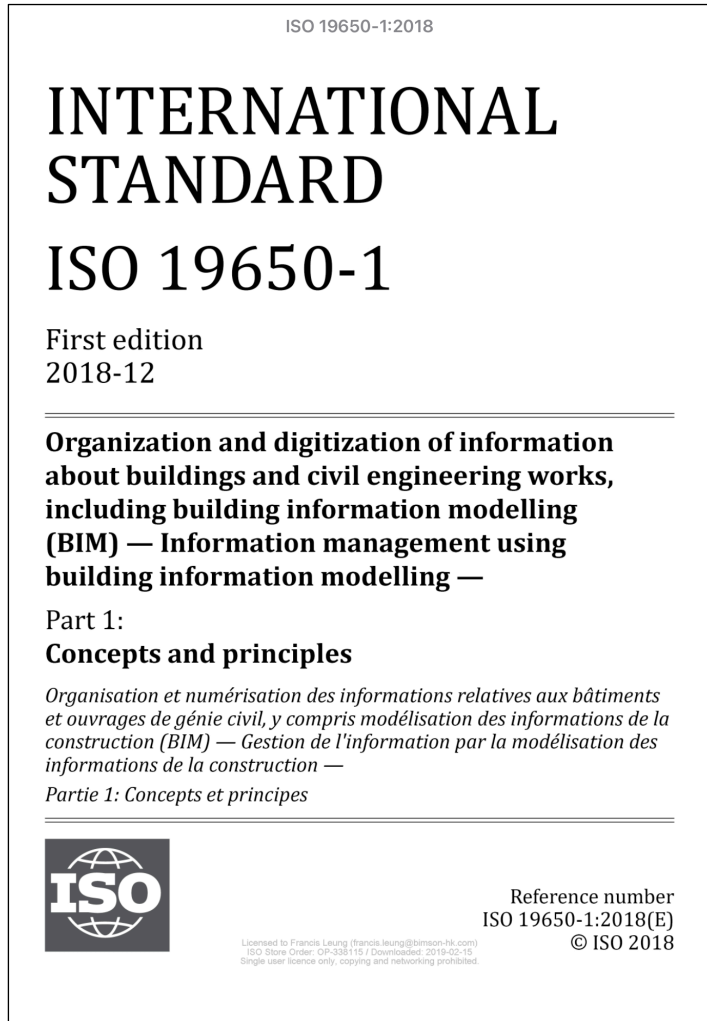 ISO 19650-1:2018
INTERNATIONAL
STANDARD
ISO 19650-1
First edition
2018-12
Organization and digitization of information
about buildings and civil engineering works,
including building information modelling
(BIM) — Information management using
building information modelling —
Part 1:
Concepts and principles
Organisation et numérisation des informations relatives aux bâtiments
et ouvrages de génie civil, y compris modélisation des informations de la
construction (BIM) — Gestion de l'information par la modélisation des
informations de la construction —
Partie 1: Concepts et principes
ISO
Reference number
ISO 19650-1:2018(E)
© ISO 2018
Licensed to Francis Leung (francis.leung@bimson-hk.com)
ISO Store Order: OP-338115 / Downloaded: 2019-02-15
Single user licence only, copying and networking prohibited.